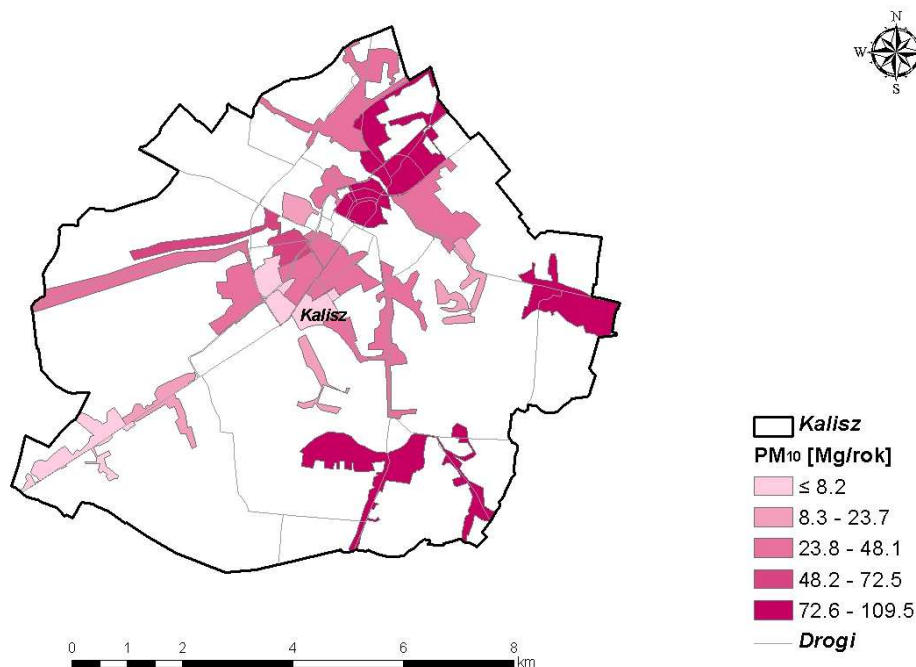 N
W
S
Kalisz
Kalisz
PM10 [Mg/rok]
≤ 8.2
8.3 - 23.7
23.8 - 48.1
48.2 - 72.5
72.6 - 109.5
Drogi
0 1 2 4 6 8
km